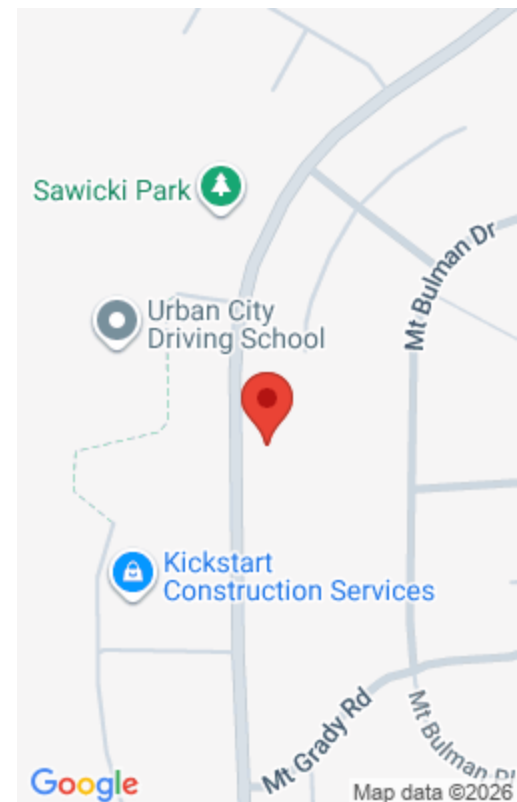 Sawicki Park
Mt Bulman Dr
Urban City
Driving School
Kickstart
Construction Services
Mt Grady Rd
Mt Bulman Pl
Google
Map data ©2026